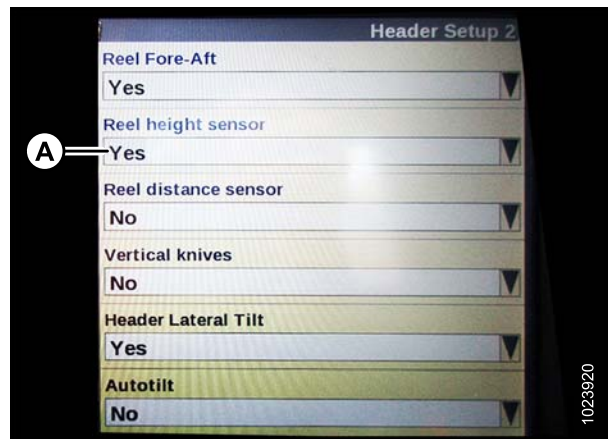 Header Setup 2
Reel Fore-Aft
Yes
Reel height sensor
A
Yes
Reel distance sensor
No
Vertical knives
No
Header Lateral Tilt
Yes
Autotilt
No
1023920